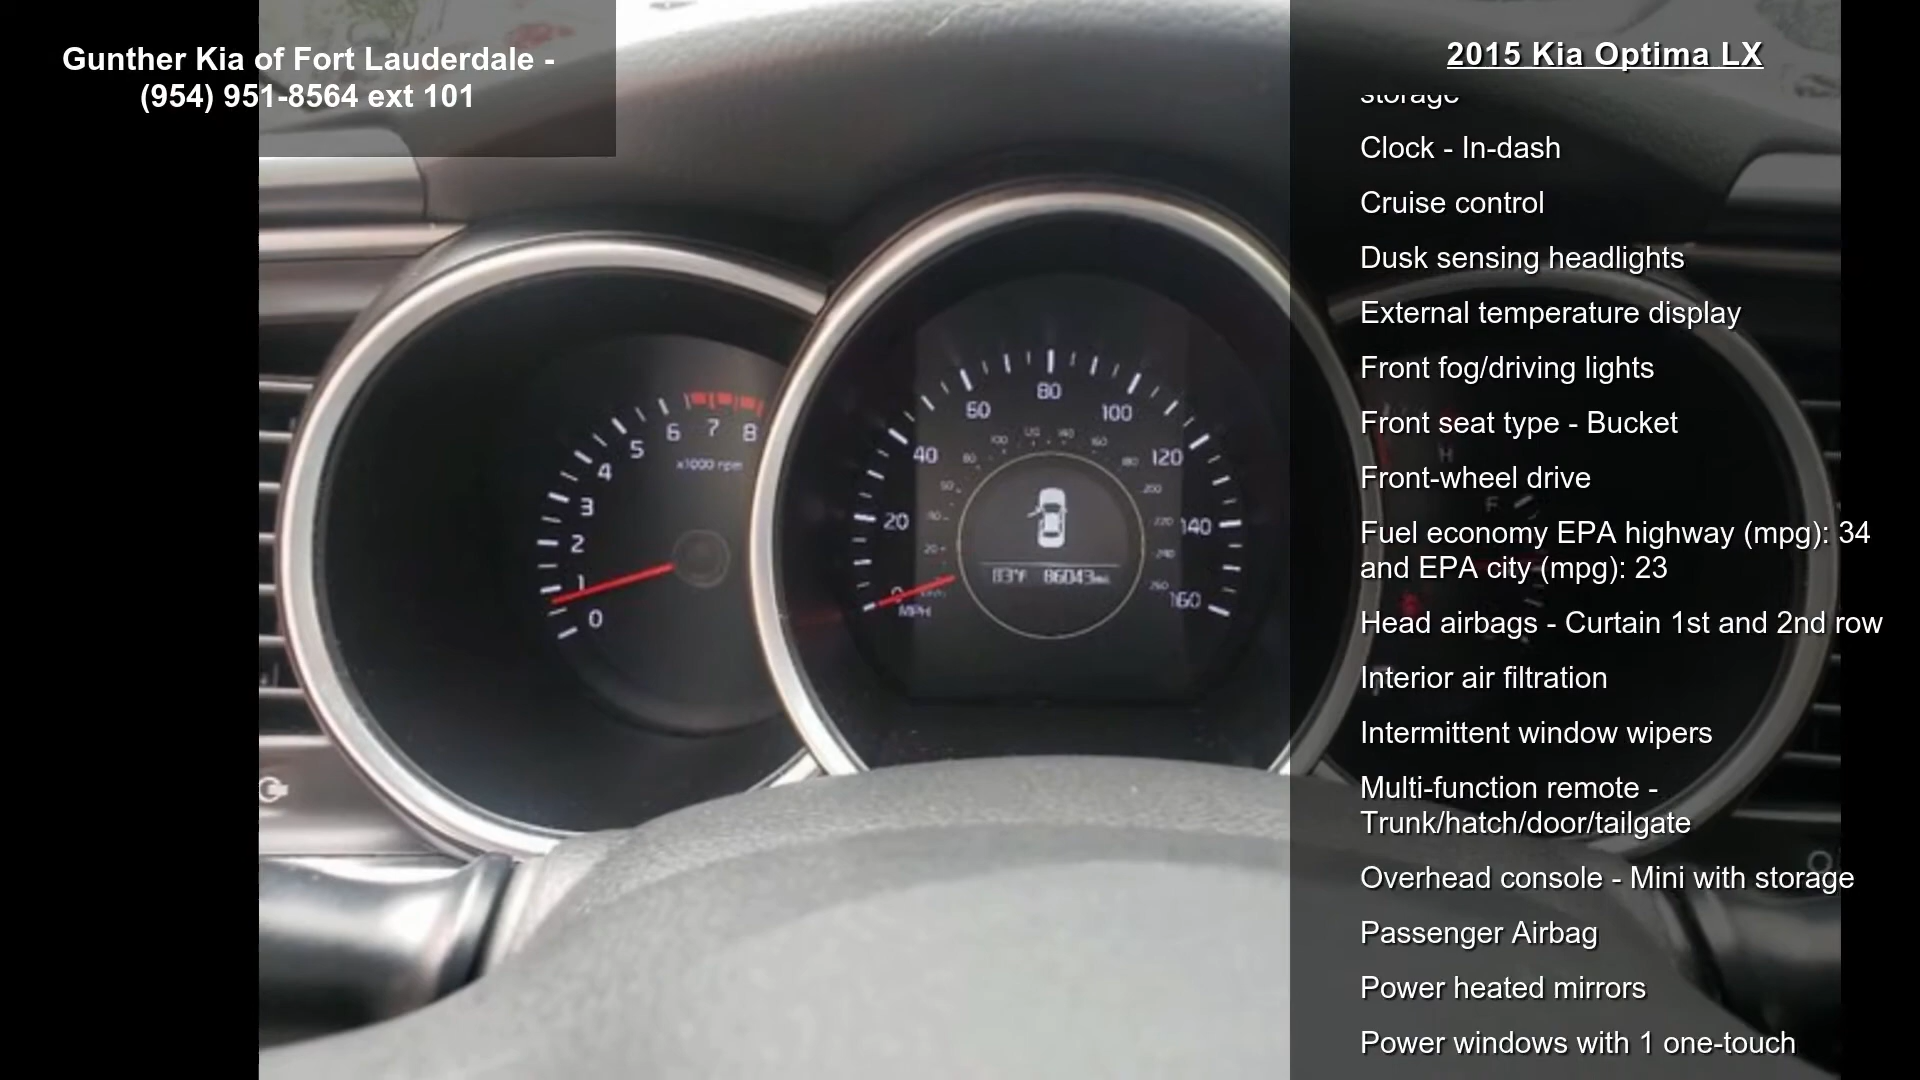 Gunther Kia of Fort Lauderdale -
(954) 951-8564 ext 101
2015 Kia Optima LX
storage
Clock - In-dash
Cruise control
Dusk sensing headlights
External temperature display
Front fog/driving lights
Front seat type - Bucket
Front-wheel drive
Fuel economy EPA highway (mpg): 34
and EPA city (mpg): 23
Head airbags - Curtain 1st and 2nd row
Interior air filtration
Intermittent window wipers
Multi-function remote -
Trunk/hatch/door/tailgate
Overhead console - Mini with storage
Passenger Airbag
Power heated mirrors
Power windows with 1 one-touch
0 1 2 3 4 5 6 7 8
x1000 rpm
0 20 40 60 80 100 120 140 160
MPH
83°F 86043mi
H
F